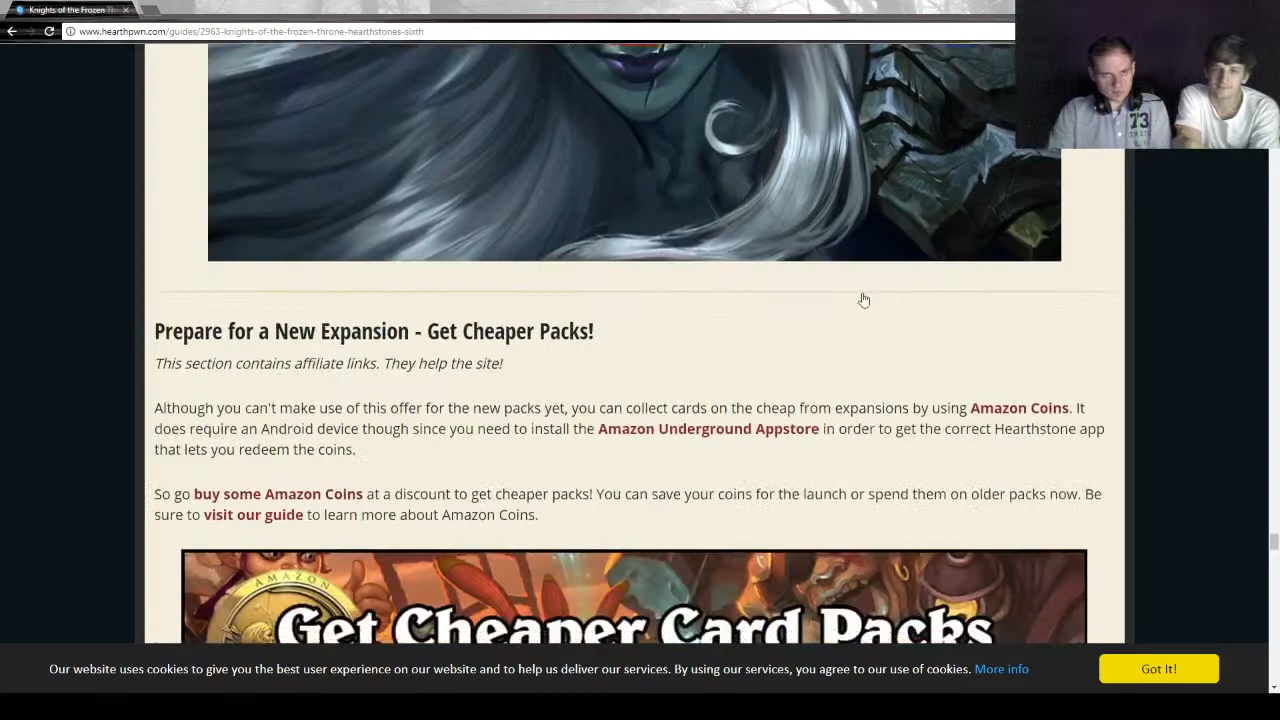 Knights of the Frozen Th
www.hearthpwn.com/guides/2963-knights-of-the-frozen-throne-hearthstones-sixth
73
Prepare for a New Expansion - Get Cheaper Packs!
This section contains affiliate links. They help the site!
Although you can't make use of this offer for the new packs yet, you can collect cards on the cheap from expansions by using Amazon Coins. It
does require an Android device though since you need to install the Amazon Underground Appstore in order to get the correct Hearthstone app
that lets you redeem the coins.
So go buy some Amazon Coins at a discount to get cheaper packs! You can save your coins for the launch or spend them on older packs now. Be
sure to visit our guide to learn more about Amazon Coins.
AMAZON
Get Cheaper Card Packs
Our website uses cookies to give you the best user experience on our website and to help us deliver our services. By using our services, you agree to our use of cookies. More info
Got It!